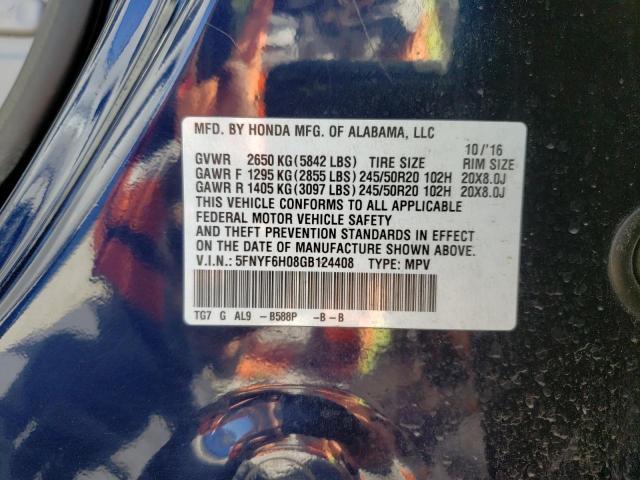 MFD. BY HONDA MFG. OF ALABAMA, LLC 10/'16
GVWR 2650 KG(5842 LBS) TIRE SIZE RIM SIZE
GAWR F 1295 KG(2855 LBS) 245/50R20 102H 20X8.0J
GAWR R 1405 KG(3097 LBS) 245/50R20 102H 20X8.0J
THIS VEHICLE CONFORMS TO ALL APPLICABLE
FEDERAL MOTOR VEHICLE SAFETY
AND THEFT PREVENTION STANDARDS IN EFFECT
ON THE DATE OF MANUFACTURE SHOWN ABOVE.
V.I.N.: 5FNYF6H08GB124408 TYPE: MPV
TG7 G AL9 -B588P -B-B